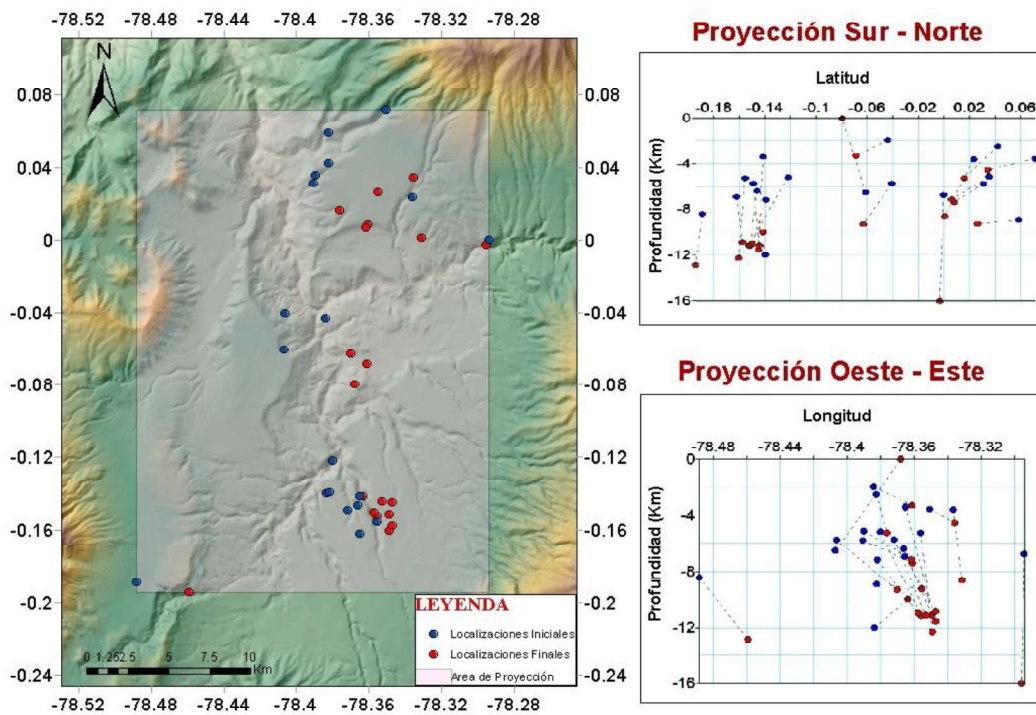 -78.52 -78.48 -78.44 -78.4 -78.36 -78.32 -78.28
N
0.08 0.08
0.04 0.04
0 0
-0.04 -0.04
-0.08 -0.08
-0.12 -0.12
-0.16 -0.16
-0.2 -0.2
-0.24 -0.24
LEYENDA
Localizaciones Iniciales
Localizaciones Finales
Area de Proyección
0 1.25 2.5 5 7.5 10
Km
-78.52 -78.48 -78.44 -78.4 -78.36 -78.32 -78.28
Proyección Sur - Norte
Latitud
-0.18 -0.14 -0.1 -0.06 -0.02 0.02 0.06
Profundidad (Km)
0
-4
-8
-12
-16
Proyección Oeste - Este
Longitud
-78.48 -78.44 -78.4 -78.36 -78.32
Profundidad (Km)
0
-4
-8
-12
-16